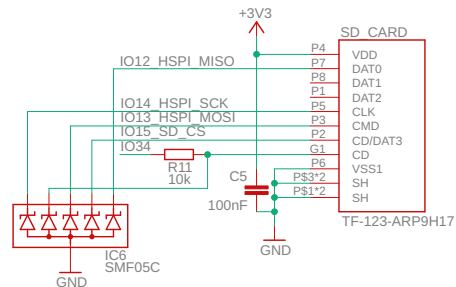 +3V3
SD_CARD
P4 VDD
IO12_HSPI_MISO P7 DAT0
P8 DAT1
P1 DAT2
IO14_HSPI_SCK P5 CLK
IO13_HSPI_MOSI P3 CMD
IO15_SD_CS P2 CD/DAT3
IO34 G1 CD
R11
10k
P6 VSS1
C5 P$3*2 SH
P$1*2 SH
100nF
TF-123-ARP9H17
GND
IC6
SMF05C
GND